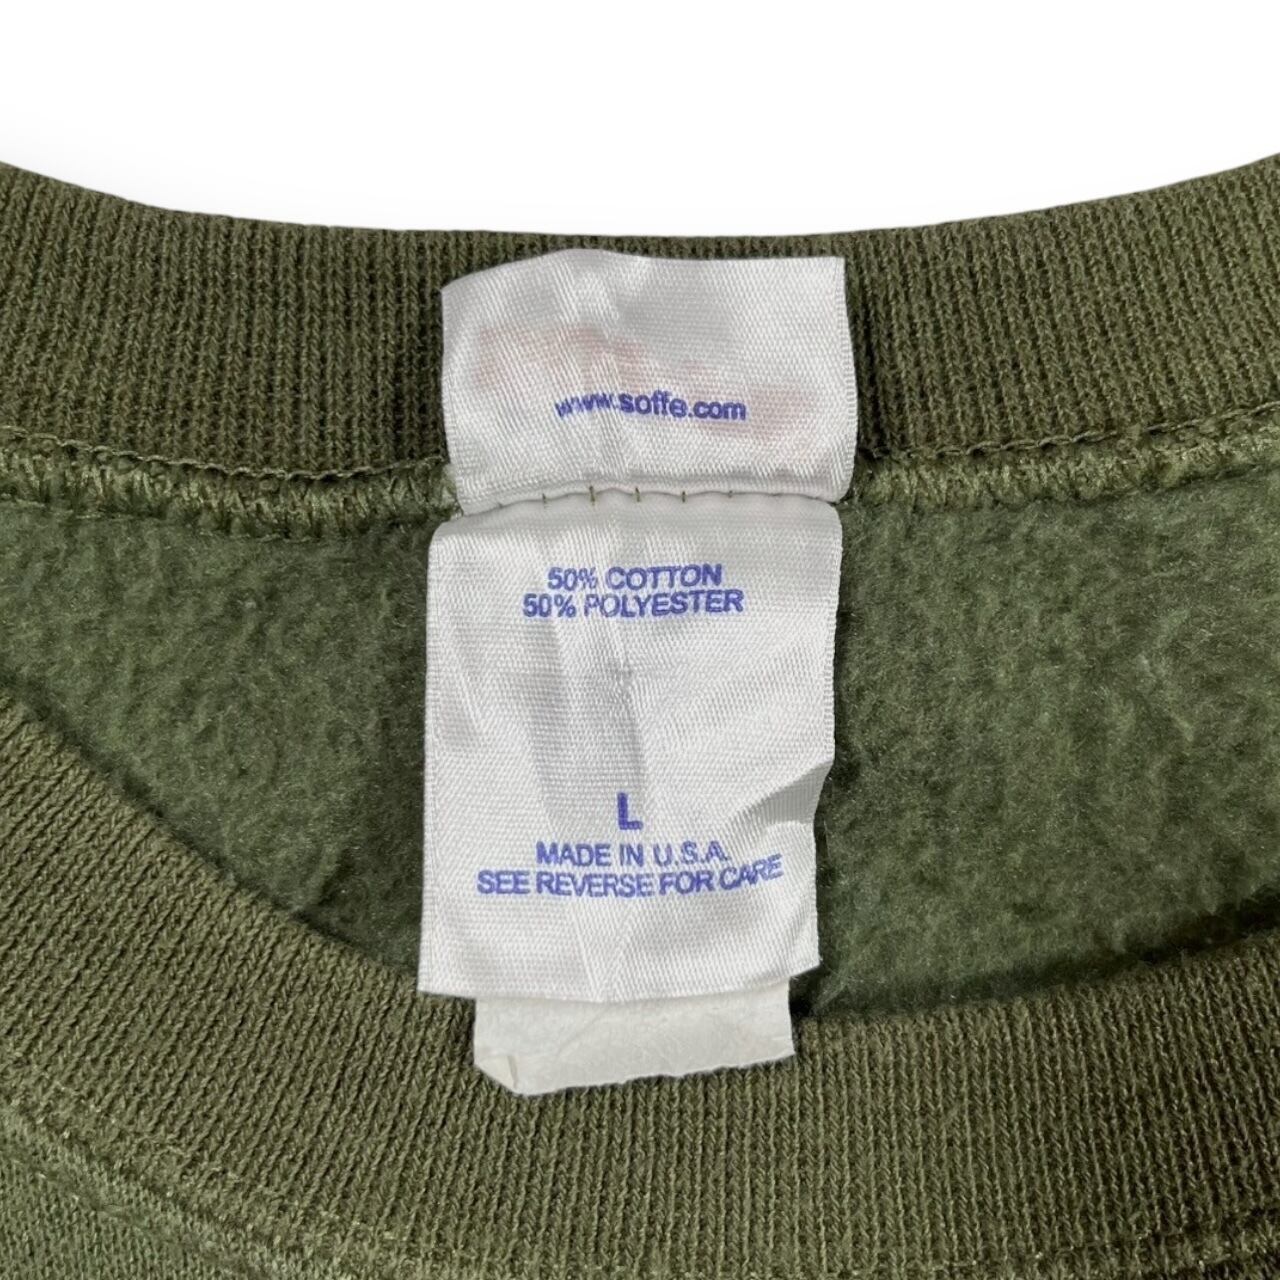 www.soffe.com
50% COTTON
50% POLYESTER
L
MADE IN U.S.A.
SEE REVERSE FOR CARE